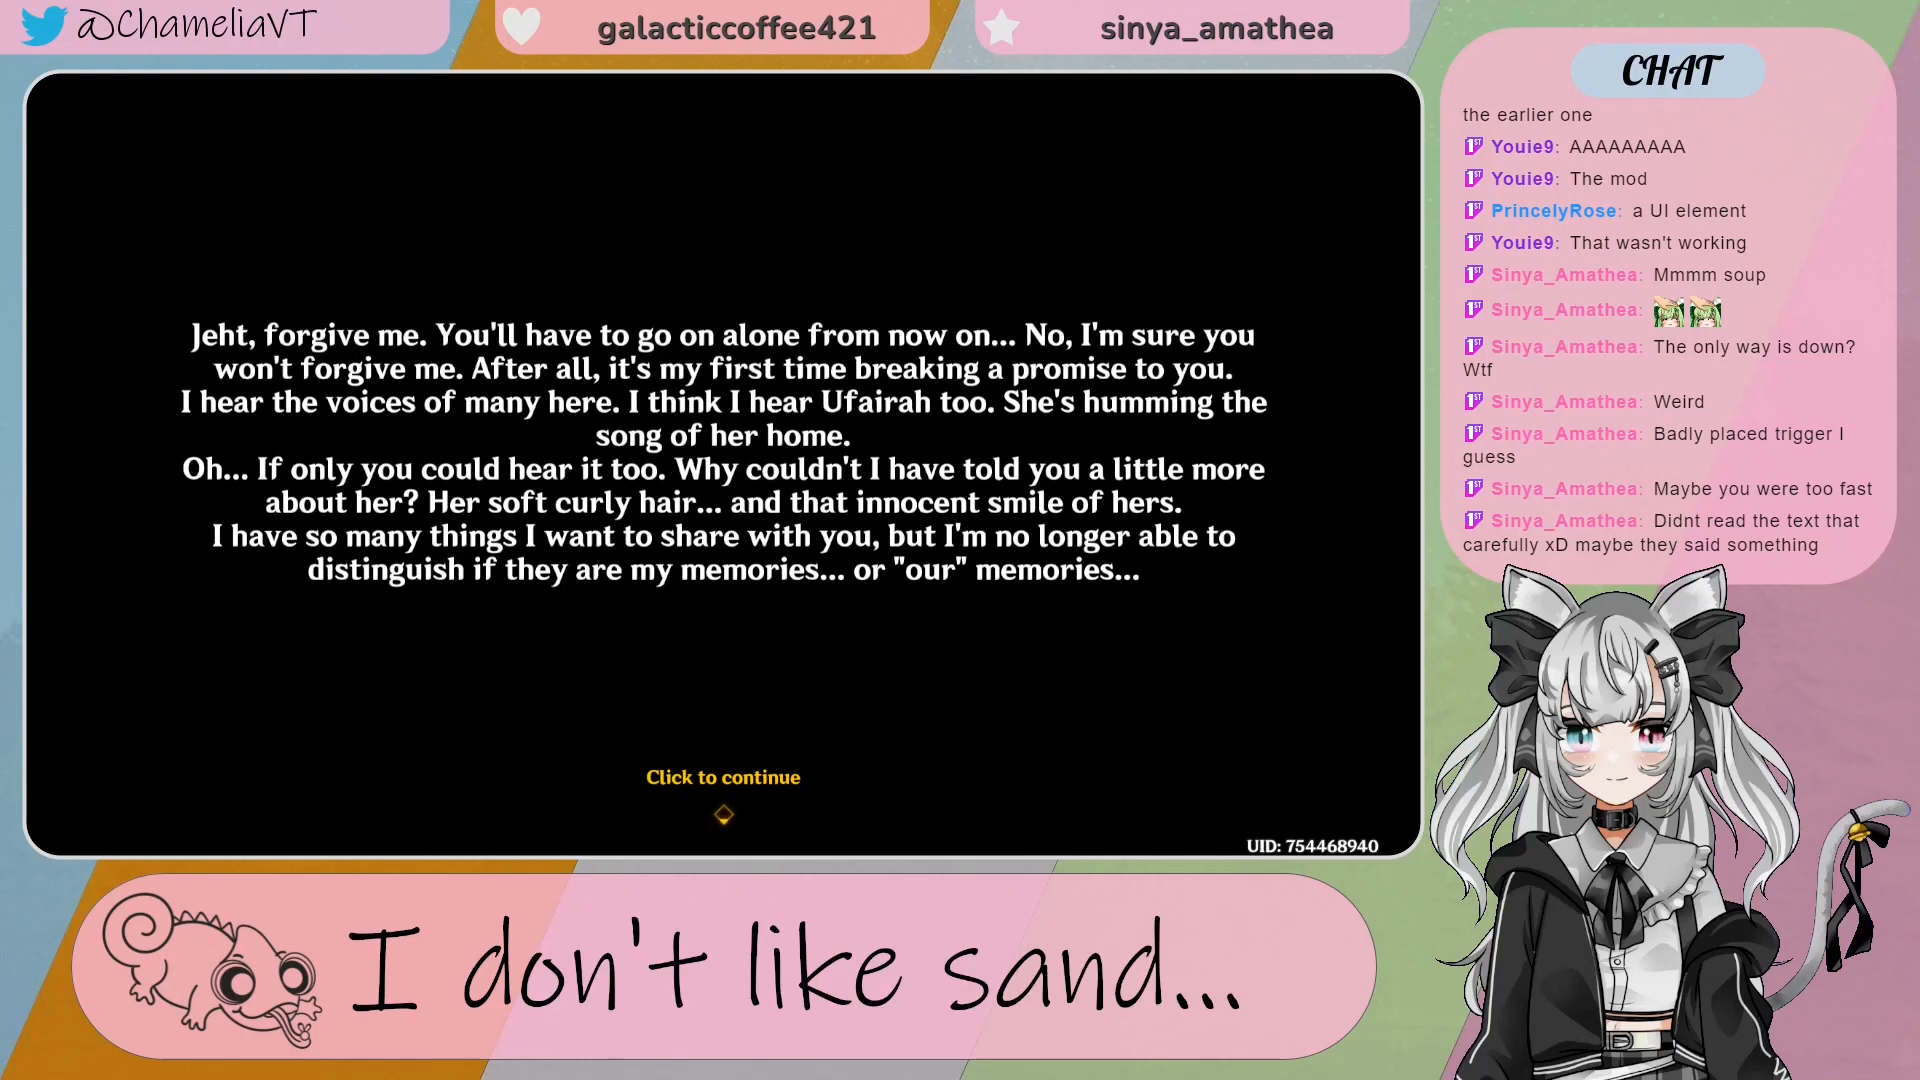 @ChameliaVT
galacticcoffee421
sinya_amathea
CHAT
the earlier one
Youie9: AAAAAAAAA
Youie9: The mod
PrincelyRose: a UI element
Youie9: That wasn't working
Sinya_Amathea: Mmmm soup
Sinya_Amathea:
Sinya_Amathea: The only way is down?
Wtf
Sinya_Amathea: Weird
Sinya_Amathea: Badly placed trigger I
guess
Sinya_Amathea: Maybe you were too fast
Sinya_Amathea: Didnt read the text that
carefully xD maybe they said something
Jeht, forgive me. You'll have to go on alone from now on... No, I'm sure you
won't forgive me. After all, it's my first time breaking a promise to you.
I hear the voices of many here. I think I hear Ufairah too. She's humming the
song of her home.
Oh... If only you could hear it too. Why couldn't I have told you a little more
about her? Her soft curly hair... and that innocent smile of hers.
I have so many things I want to share with you, but I'm no longer able to
distinguish if they are my memories... or "our" memories...
Click to continue
UID: 754468940
I don't like sand...